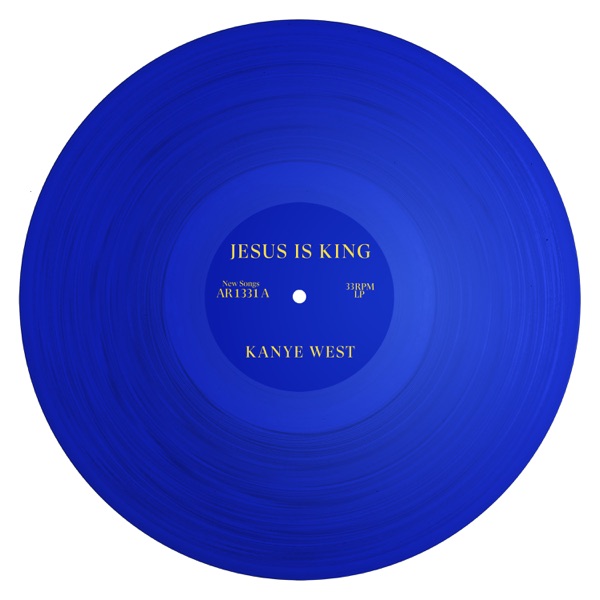 JESUS IS KING
New Songs
AR 1331 A
33RPM
LP
KANYE WEST